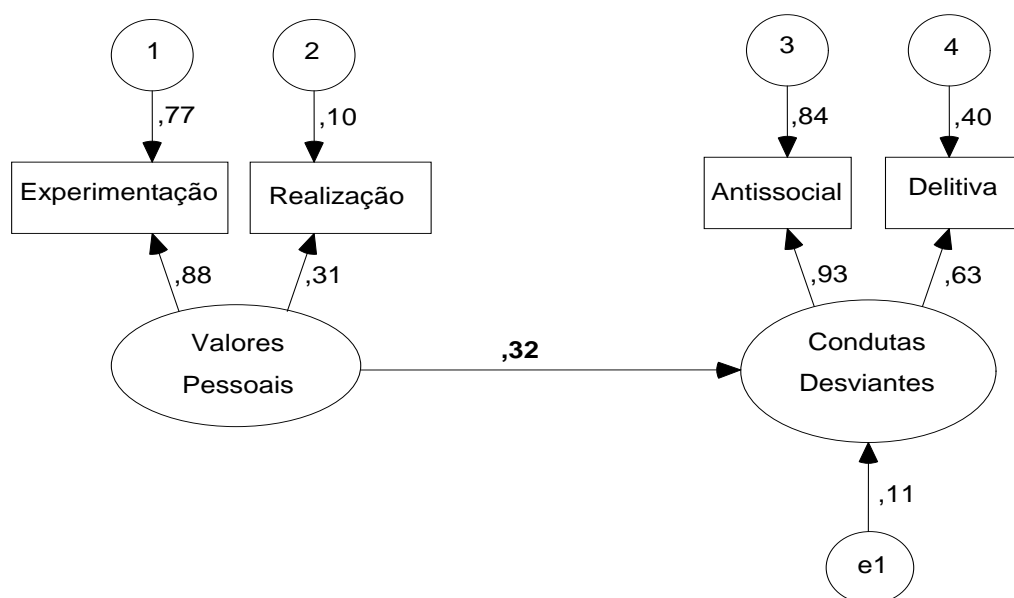 1
2
3
4
,77
,10
,84
,40
Experimentação
Realização
Antissocial
Delitiva
,88
,31
,93
,63
Valores
Pessoais
,32
Condutas
Desviantes
,11
e1